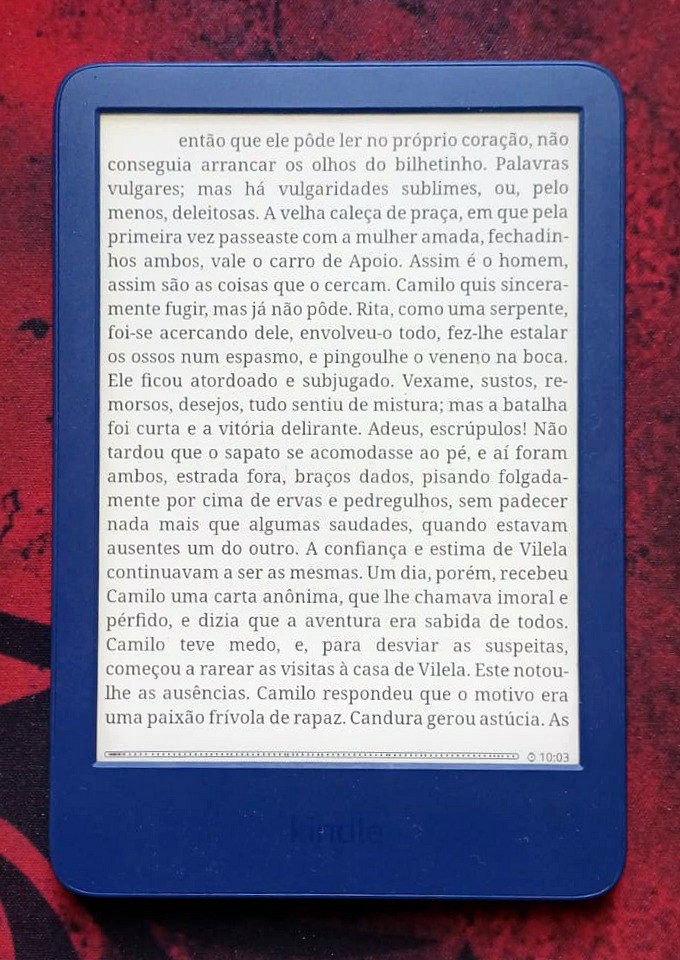 então que ele pôde ler no próprio coração, não
conseguia arrancar os olhos do bilhetinho. Palavras
vulgares; mas há vulgaridades sublimes, ou, pelo
menos, deleitosas. A velha caleça de praça, em que pela
primeira vez passeaste com a mulher amada, fechadin-
hos ambos, vale o carro de Apoio. Assim é o homem,
assim são as coisas que o cercam. Camilo quis sincera-
mente fugir, mas já não pôde. Rita, como uma serpente,
foi-se acercando dele, envolveu-o todo, fez-lhe estalar
os ossos num espasmo, e pingoulhe o veneno na boca.
Ele ficou atordoado e subjugado. Vexame, sustos, re-
morsos, desejos, tudo sentiu de mistura; mas a batalha
foi curta e a vitória delirante. Adeus, escrúpulos! Não
tardou que o sapato se acomodasse ao pé, e aí foram
ambos, estrada fora, braços dados, pisando folgada-
mente por cima de ervas e pedregulhos, sem padecer
nada mais que algumas saudades, quando estavam
ausentes um do outro. A confiança e estima de Vilela
continuavam a ser as mesmas. Um dia, porém, recebeu
Camilo uma carta anônima, que lhe chamava imoral e
pérfido, e dizia que a aventura era sabida de todos.
Camilo teve medo, e, para desviar as suspeitas,
começou a rarear as visitas à casa de Vilela. Este notou-
lhe as ausências. Camilo respondeu que o motivo era
uma paixão frívola de rapaz. Candura gerou astúcia. As
10:03
kindle